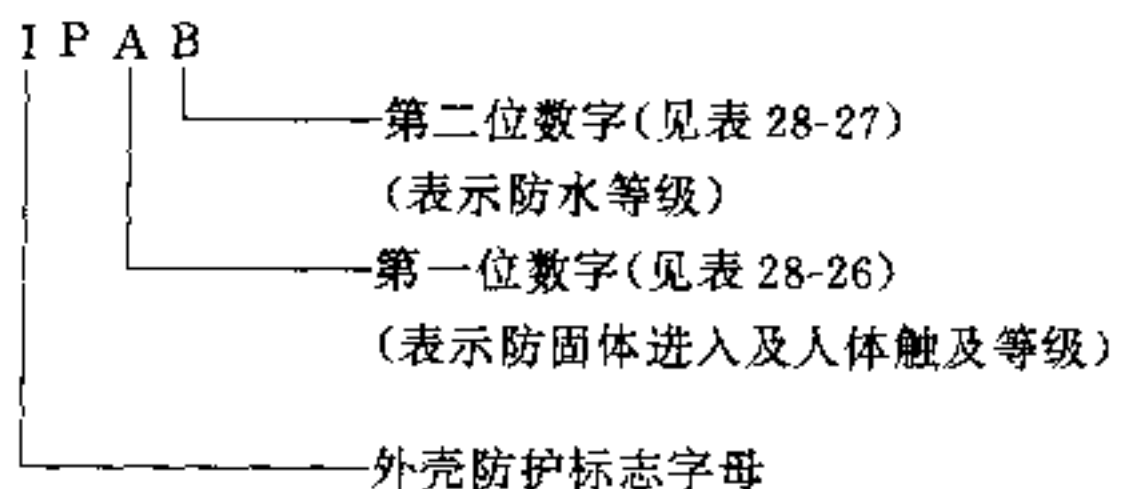 I P A B
第二位数字(见表 28-27)
(表示防水等级)
第一位数字(见表 28-26)
(表示防固体进入及人体触及等级)
外壳防护标志字母